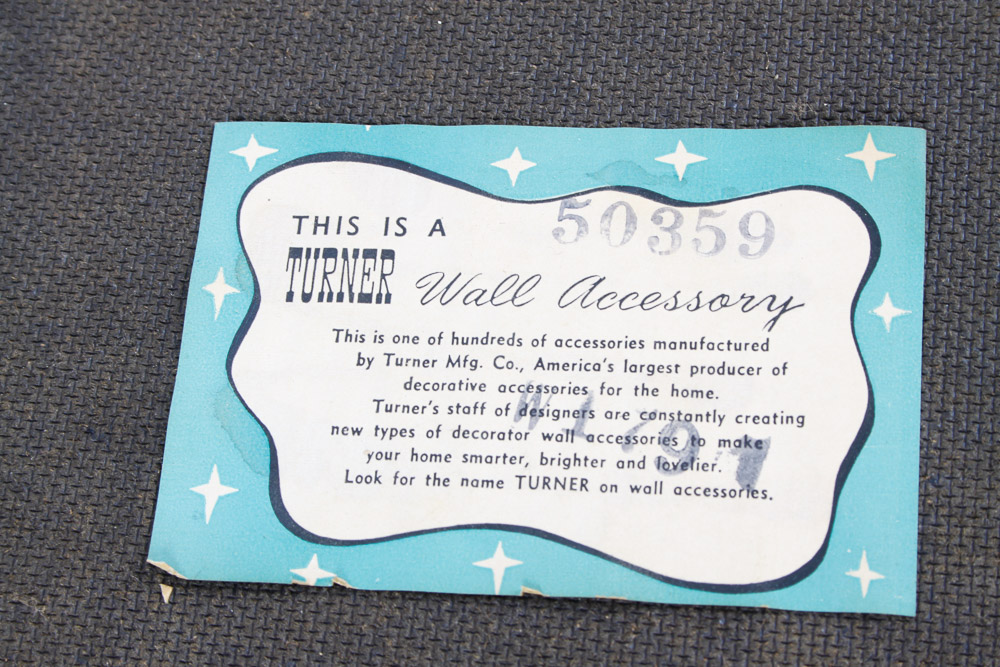 50359
THIS IS A
TURNER Wall Accessory
This is one of hundreds of accessories manufactured
by Turner Mfg. Co., America's largest producer of
decorative accessories for the home.
Turner's staff of designers are constantly creating
new types of decorator wall accessories to make
your home smarter, brighter and lovelier.
Look for the name TURNER on wall accessories.